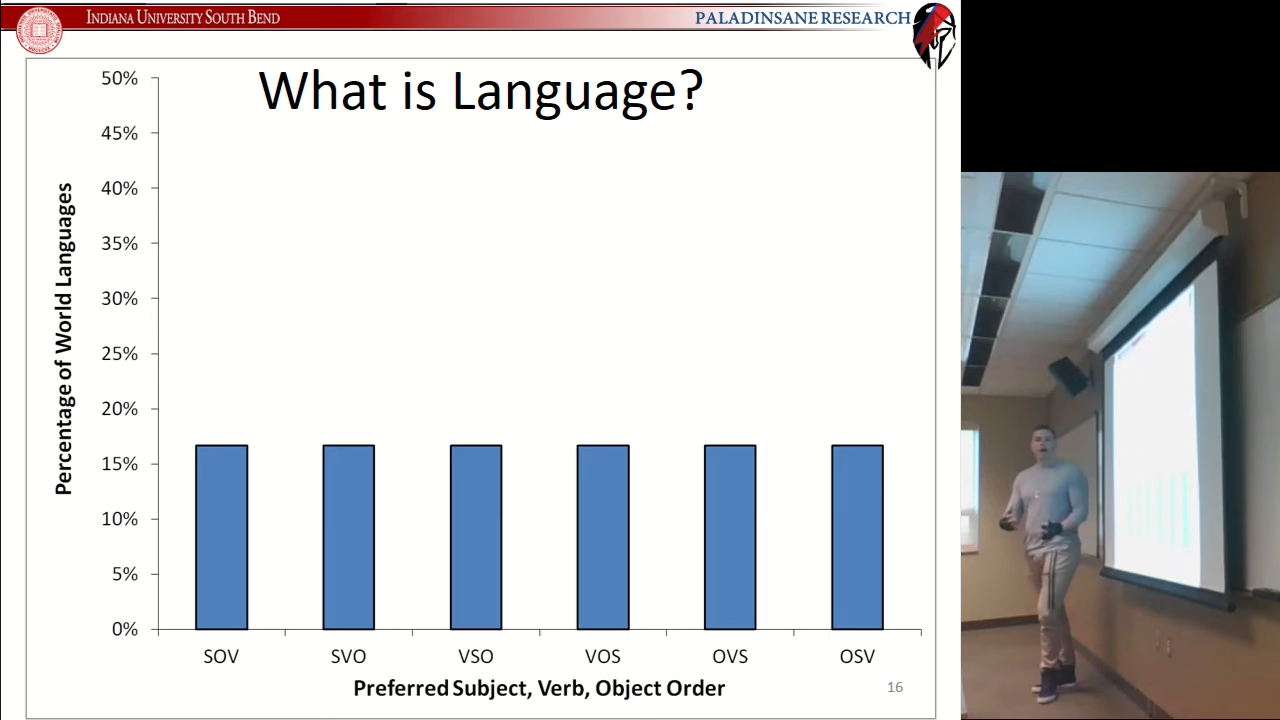 INDIANA UNIVERSITY SOUTH BEND
PALADINSANE RESEARCH
What is Language?
Percentage of World Languages
50%
45%
40%
35%
30%
25%
20%
15%
10%
5%
0%
SOV SVO VSO VOS OVS OSV
Preferred Subject, Verb, Object Order
16